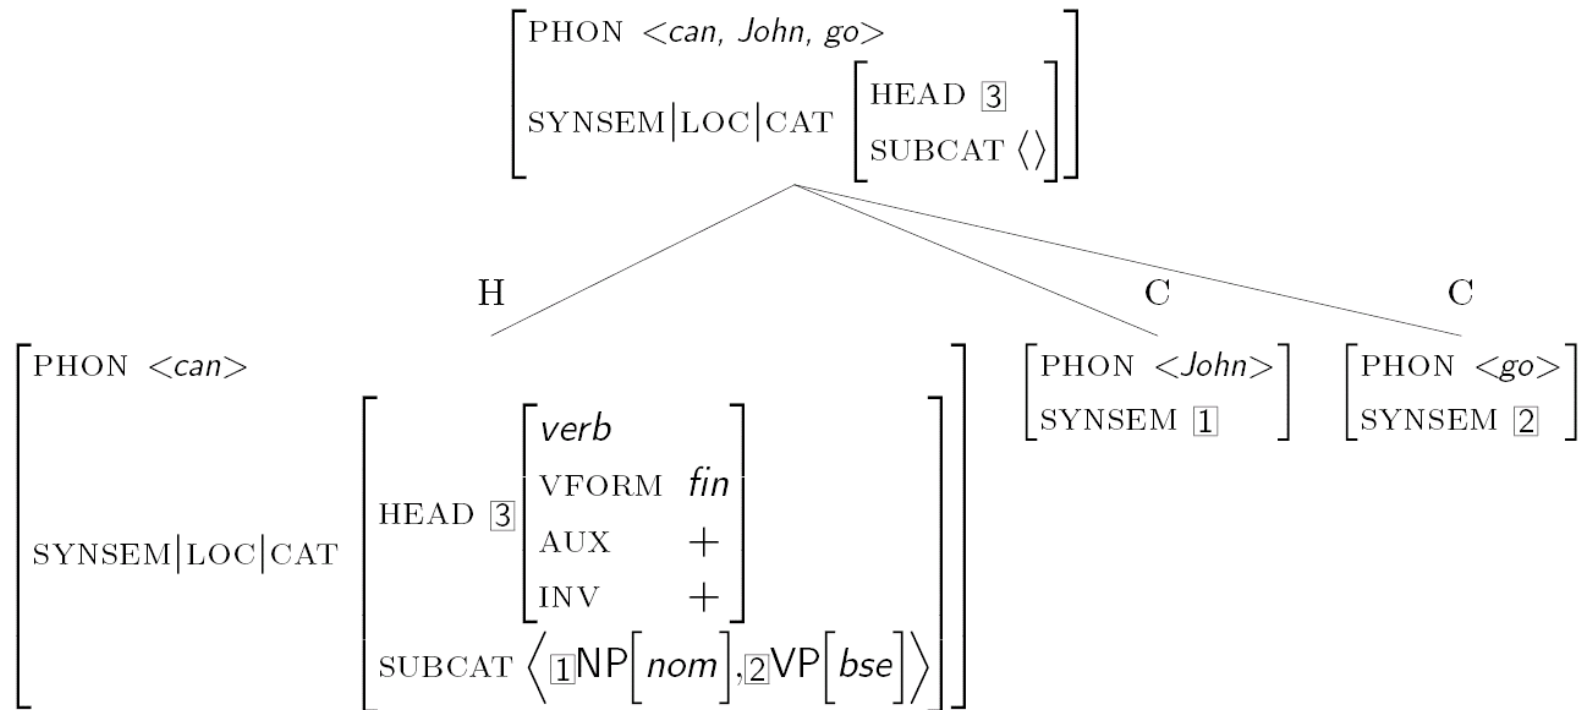 PHON <can, John, go>
HEAD 3
SYNSEM|LOC|CAT
SUBCAT ⟨⟩
H C C
PHON <can> PHON <John> PHON <go>
SYNSEM 1 SYNSEM 2
verb
VFORM fin
HEAD 3
AUX +
SYNSEM|LOC|CAT
INV +
SUBCAT ⟨1NP[nom],2VP[bse]⟩